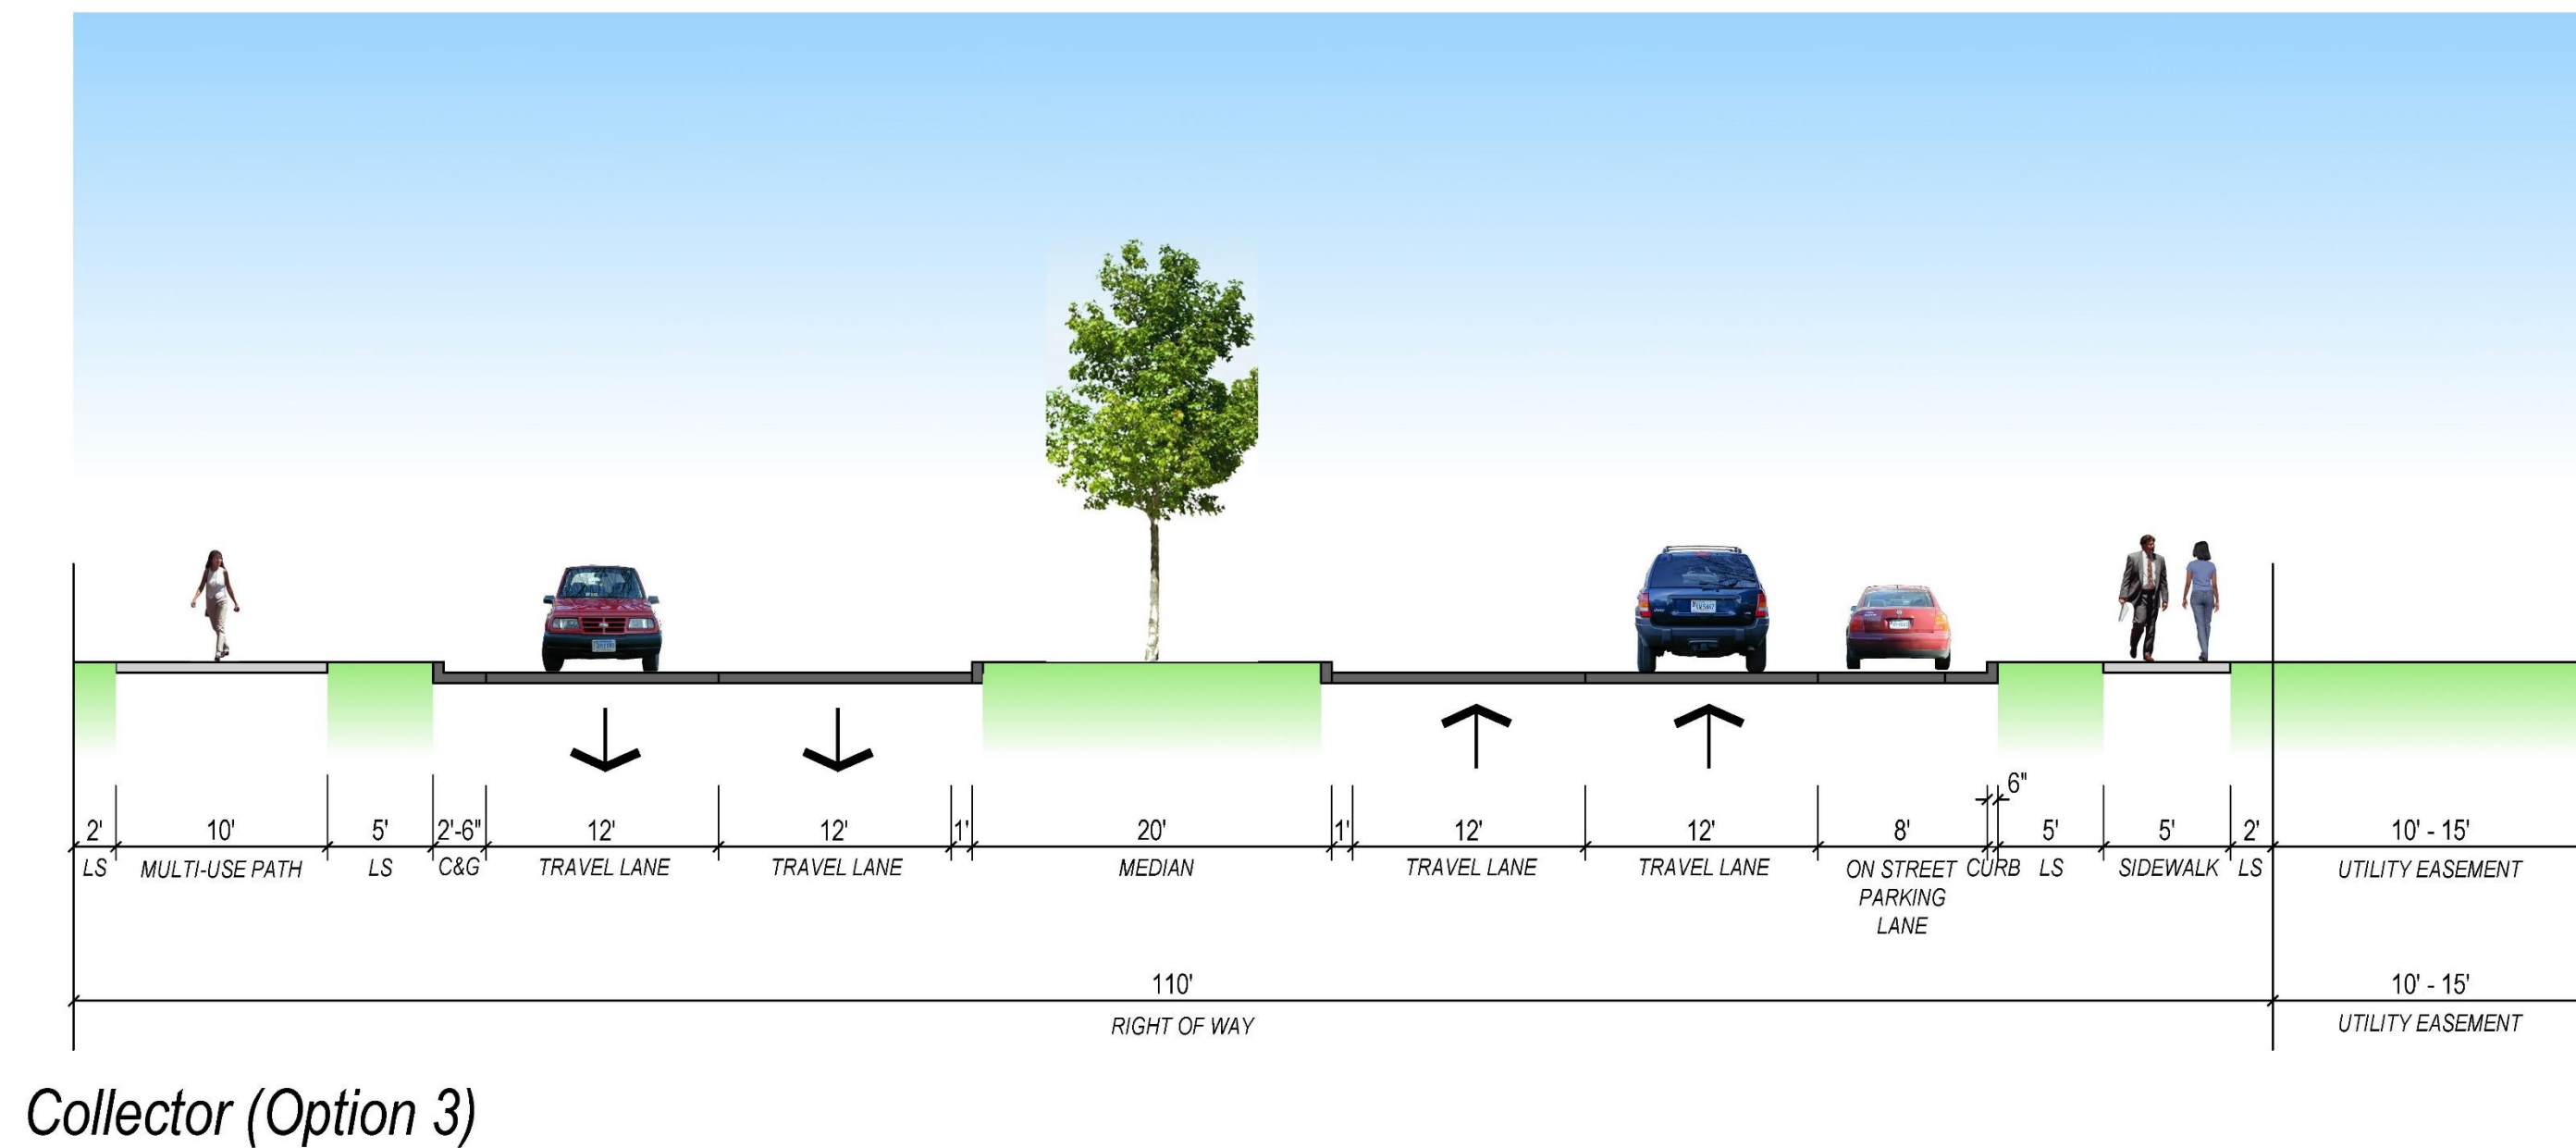 6"
2' 10' 5' 2'-6" 12' 12' 1' 20' 1' 12' 12' 8' 5' 5' 2' 10' - 15'
LS MULTI-USE PATH LS C&G TRAVEL LANE TRAVEL LANE MEDIAN TRAVEL LANE TRAVEL LANE ON STREET CURB LS SIDEWALK LS UTILITY EASEMENT
PARKING
LANE
110' 10' - 15'
RIGHT OF WAY UTILITY EASEMENT
Collector (Option 3)